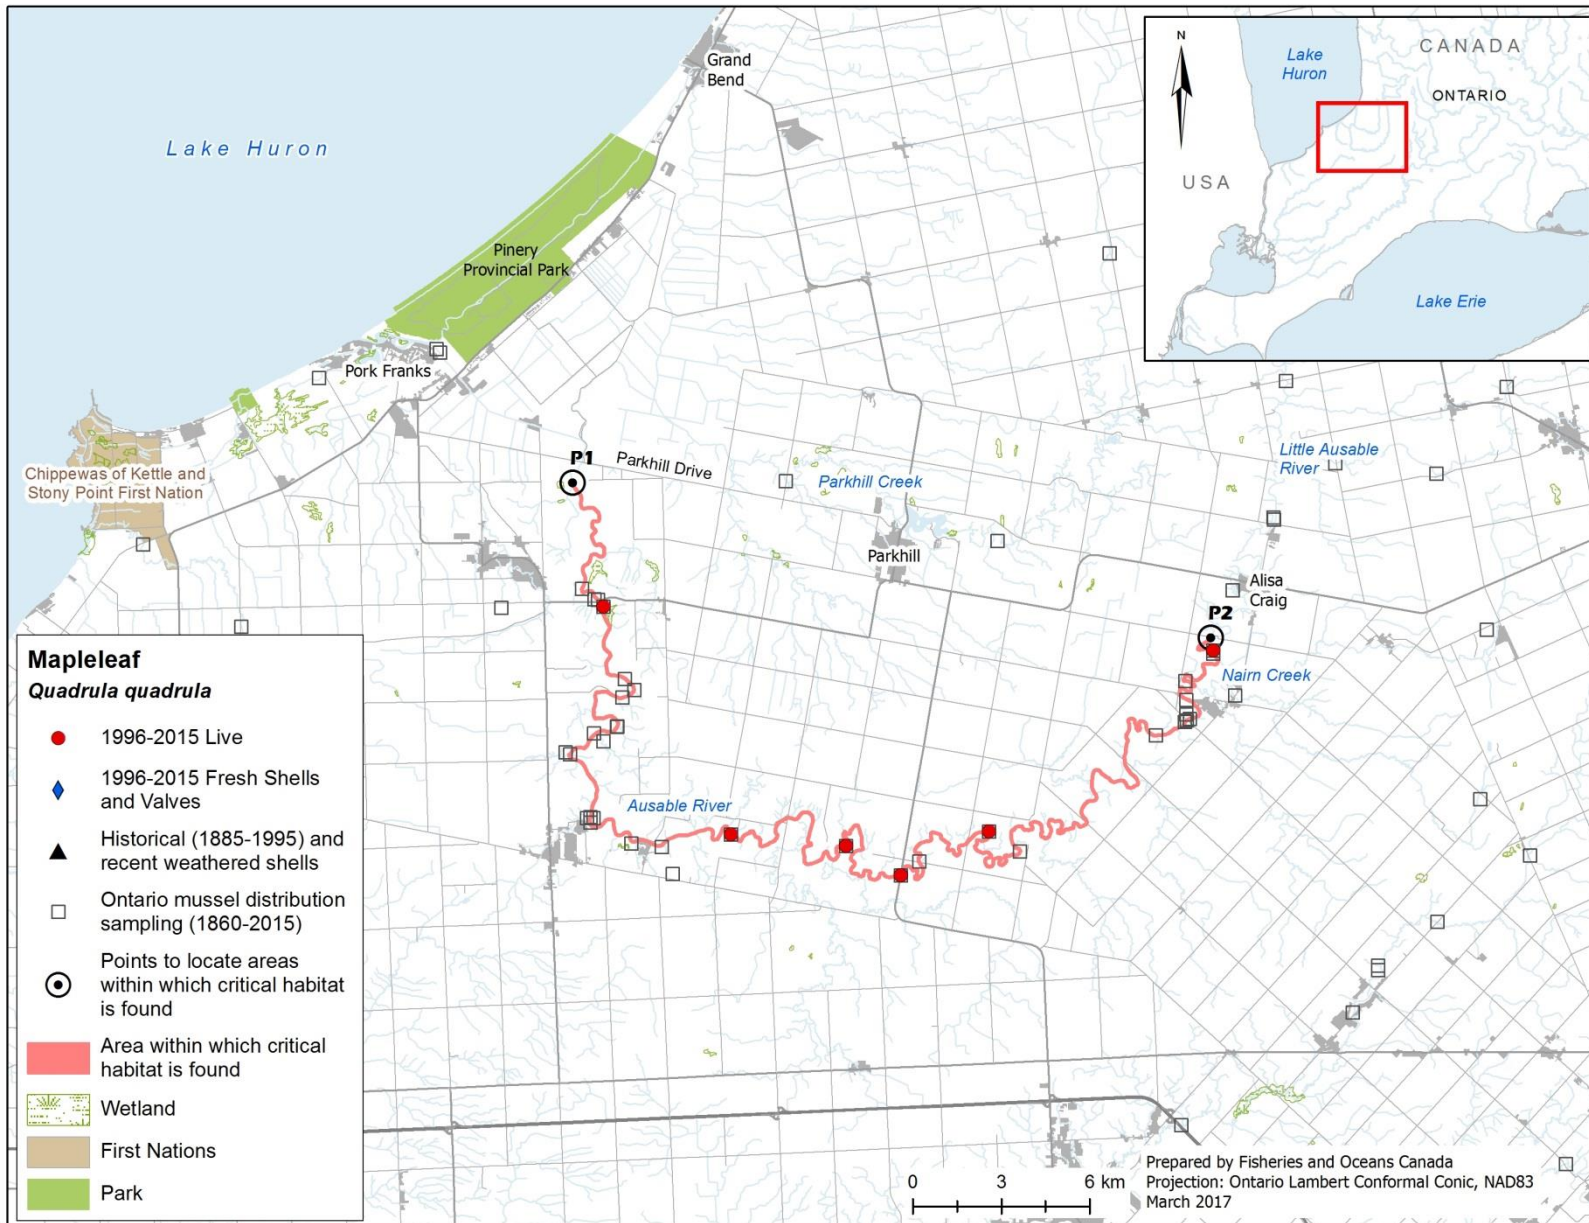 Grand
Bend
Lake Huron
Pinery
Provincial Park
Pork Franks
Chippewas of Kettle and
Stony Point First Nation
P1
Parkhill Drive
Parkhill Creek
Parkhill
Little Ausable
River
Alisa
Craig
P2
Nairn Creek
Ausable River
N
Lake
Huron
CANADA
ONTARIO
USA
Lake Erie
Mapleleaf
Quadrula quadrula
1996-2015 Live
1996-2015 Fresh Shells
and Valves
Historical (1885-1995) and
recent weathered shells
Ontario mussel distribution
sampling (1860-2015)
Points to locate areas
within which critical habitat
is found
Area within which critical
habitat is found
Wetland
First Nations
Park
0 3 6 km
Prepared by Fisheries and Oceans Canada
Projection: Ontario Lambert Conformal Conic, NAD83
March 2017